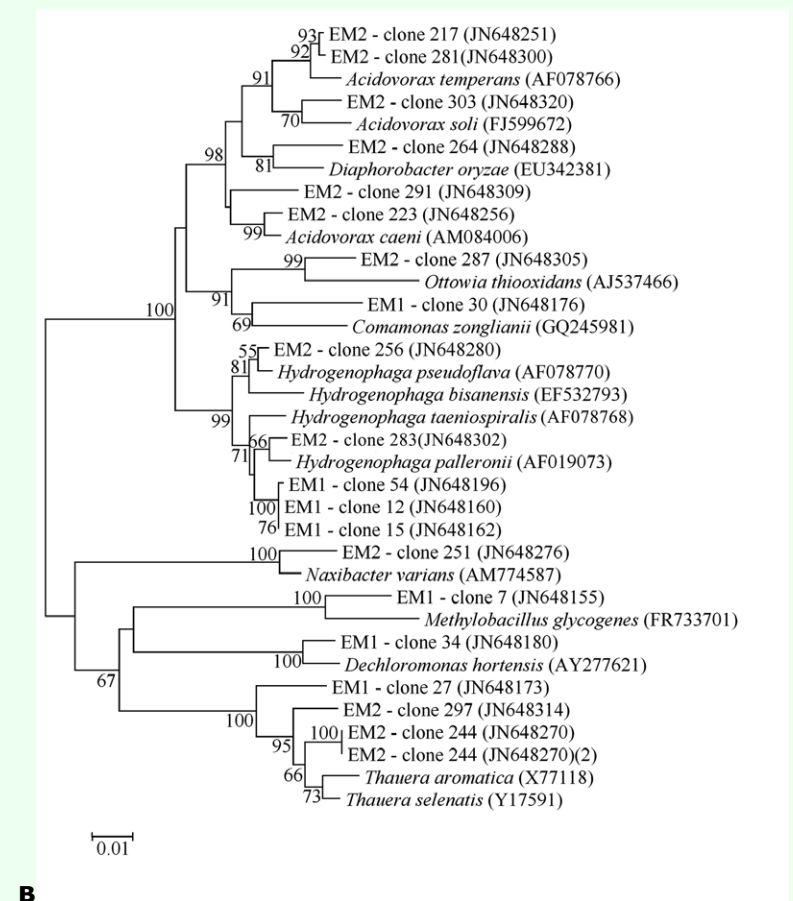 93 EM2 - clone 217 (JN648251)
92 EM2 - clone 281(JN648300)
91 Acidovorax temperans (AF078766)
EM2 - clone 303 (JN648320)
70 Acidovorax soli (FJ599672)
98 EM2 - clone 264 (JN648288)
81 Diaphorobacter oryzae (EU342381)
EM2 - clone 291 (JN648309)
EM2 - clone 223 (JN648256)
99 Acidovorax caeni (AM084006)
99 EM2 - clone 287 (JN648305)
Ottowia thiooxidans (AJ537466)
91 EM1 - clone 30 (JN648176)
100 69 Comamonas zonglianii (GQ245981)
55 EM2 - clone 256 (JN648280)
81 Hydrogenophaga pseudoflava (AF078770)
Hydrogenophaga bisanensis (EF532793)
99 Hydrogenophaga taeniospiralis (AF078768)
66 EM2 - clone 283(JN648302)
71 Hydrogenophaga palleronii (AF019073)
EM1 - clone 54 (JN648196)
100 EM1 - clone 12 (JN648160)
76 EM1 - clone 15 (JN648162)
100 EM2 - clone 251 (JN648276)
Naxibacter varians (AM774587)
100 EM1 - clone 7 (JN648155)
Methylobacillus glycogenes (FR733701)
EM1 - clone 34 (JN648180)
100 Dechloromonas hortensis (AY277621)
67 EM1 - clone 27 (JN648173)
100 EM2 - clone 297 (JN648314)
100 EM2 - clone 244 (JN648270)
95 EM2 - clone 244 (JN648270)(2)
66 Thauera aromatica (X77118)
73 Thauera selenatis (Y17591)
0.01
B